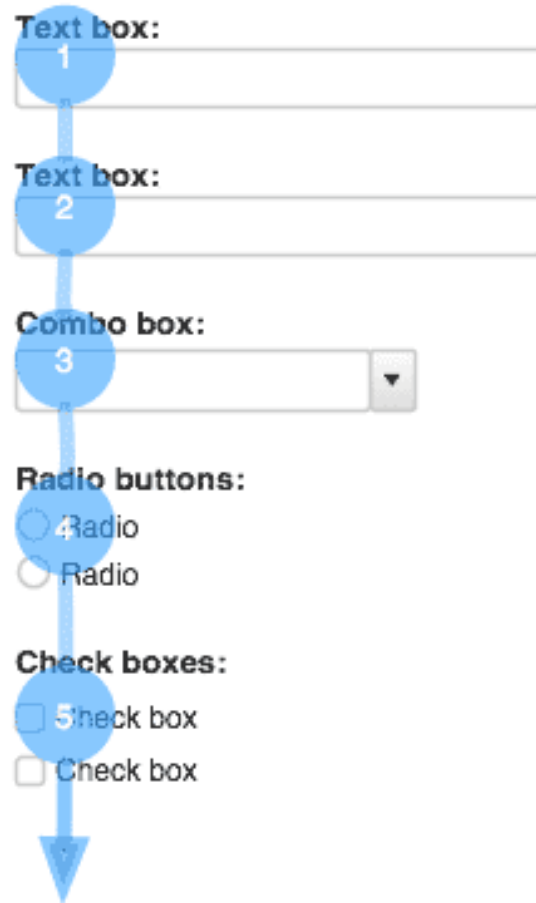 Text box:
1
Text box:
2
Combo box:
3
Radio buttons:
4 Radio
Radio
Check boxes:
5 Check box
Check box